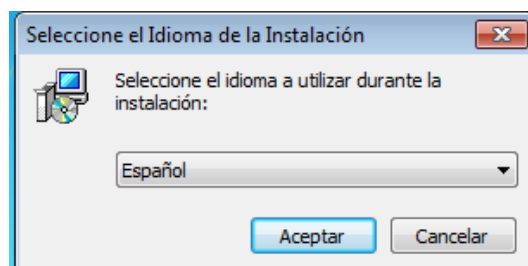 Seleccione el Idioma de la Instalación
Seleccione el idioma a utilizar durante la
instalación:
Español
Aceptar
Cancelar